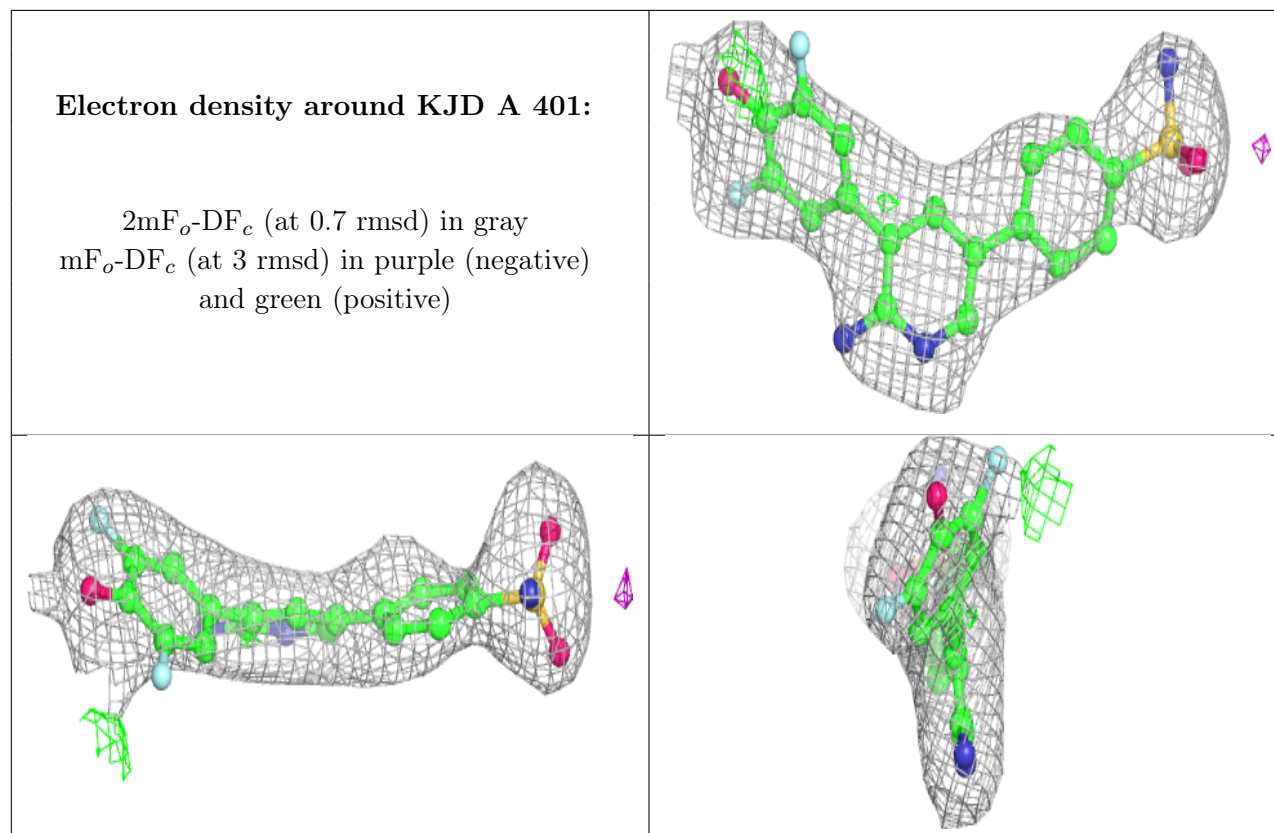 Electron density around KJD A 401:
2mFo-DFc (at 0.7 rmsd) in gray
mFo-DFc (at 3 rmsd) in purple (negative)
and green (positive)